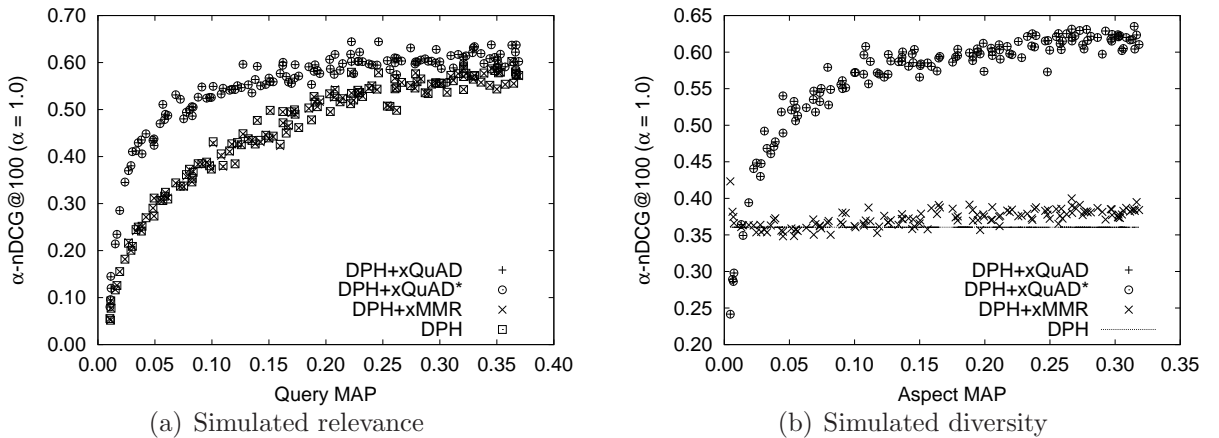 α-nDCG@100 (α = 1.0)
0.70
0.60
0.50
0.40
0.30
0.20
0.10
0.00
0.00 0.05 0.10 0.15 0.20 0.25 0.30 0.35 0.40
Query MAP
DPH+xQuAD
DPH+xQuAD*
DPH+xMMR
DPH
(a) Simulated relevance
α-nDCG@100 (α = 1.0)
0.65
0.60
0.55
0.50
0.45
0.40
0.35
0.30
0.25
0.20
0.00 0.05 0.10 0.15 0.20 0.25 0.30 0.35
Aspect MAP
DPH+xQuAD
DPH+xQuAD*
DPH+xMMR
DPH
(b) Simulated diversity